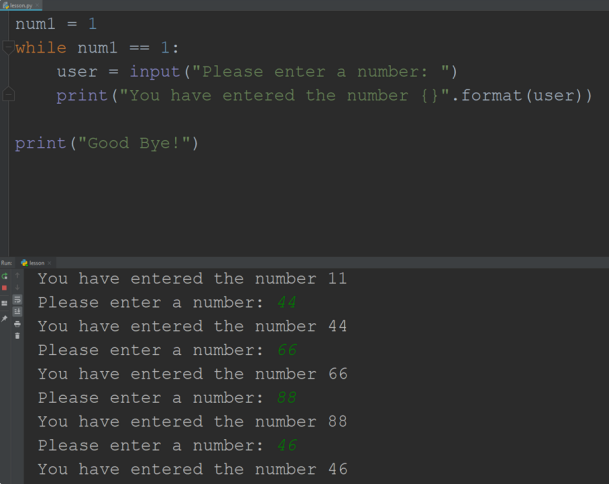 lesson.py
num1 = 1
while num1 == 1:
    user = input("Please enter a number: ")
    print("You have entered the number {}".format(user))
print("Good Bye!")
Run: lesson
You have entered the number 11
Please enter a number: 44
You have entered the number 44
Please enter a number: 66
You have entered the number 66
Please enter a number: 88
You have entered the number 88
Please enter a number: 46
You have entered the number 46